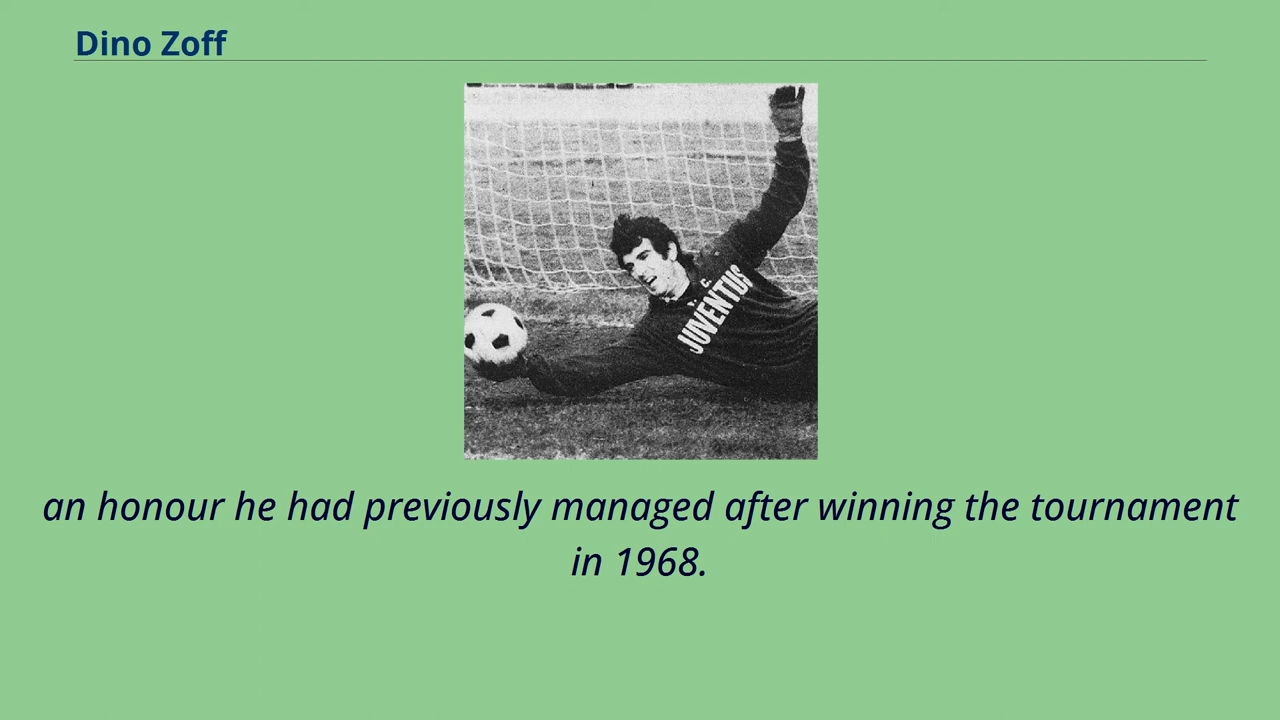 Dino Zoff
JUVENTUS
an honour he had previously managed after winning the tournament
in 1968.